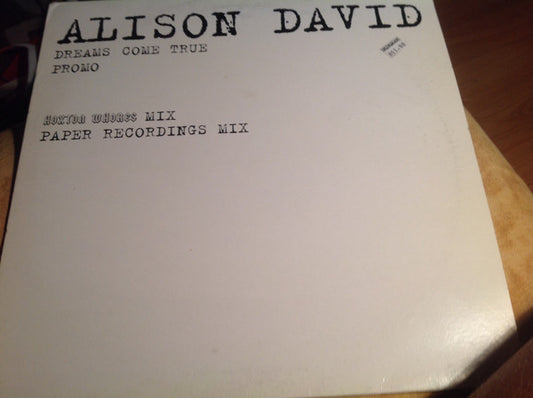 ALISON DAVID
DREAMS COME TRUE
PROMO
HOXTON WHORES MIX
PAPER RECORDINGS MIX